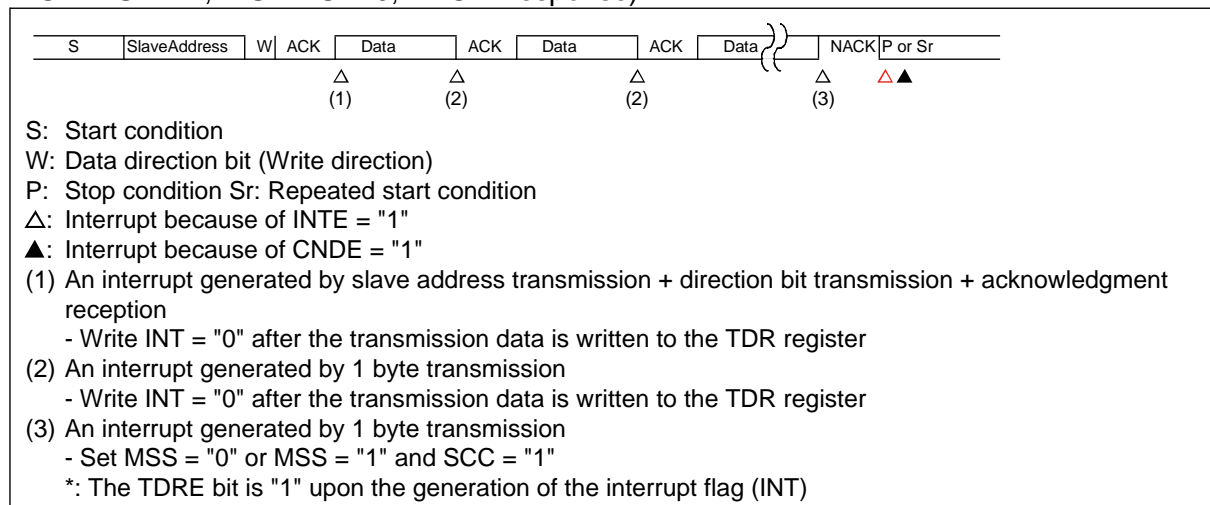 S SlaveAddress W ACK Data ACK Data ACK Data NACK P or Sr
(1) (2) (2) (3)
S: Start condition
W: Data direction bit (Write direction)
P: Stop condition Sr: Repeated start condition
△: Interrupt because of INTE = "1"
▲: Interrupt because of CNDE = "1"
(1) An interrupt generated by slave address transmission + direction bit transmission + acknowledgment
reception
- Write INT = "0" after the transmission data is written to the TDR register
(2) An interrupt generated by 1 byte transmission
- Write INT = "0" after the transmission data is written to the TDR register
(3) An interrupt generated by 1 byte transmission
- Set MSS = "0" or MSS = "1" and SCC = "1"
*: The TDRE bit is "1" upon the generation of the interrupt flag (INT)